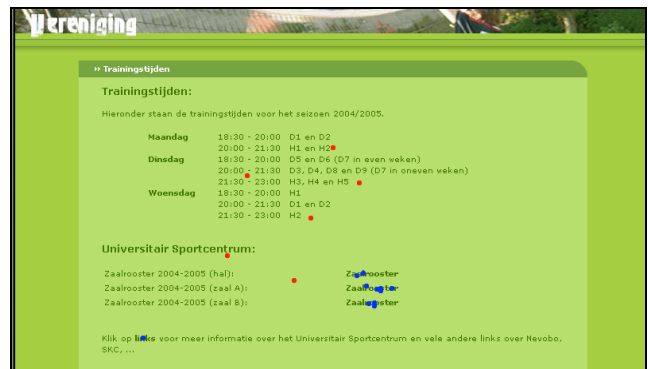 Vereniging
» Trainingstijden
Trainingstijden:
Hieronder staan de trainingstijden voor het seizoen 2004/2005.
Maandag 18:30 - 20:00 D1 en D2
20:00 - 21:30 H1 en H2
Dinsdag 18:30 - 20:00 D5 en D6 (D7 in even weken)
20:00 - 21:30 D3, D4, D8 en D9 (D7 in oneven weken)
21:30 - 23:00 H3, H4 en H5
Woensdag 18:30 - 20:00 H1
20:00 - 21:30 D1 en D2
21:30 - 23:00 H2
Universitair Sportcentrum:
Zaalrooster 2004-2005 (hal): Zaalrooster
Zaalrooster 2004-2005 (zaal A): Zaalrooster
Zaalrooster 2004-2005 (zaal B): Zaalrooster
Klik op links voor meer informatie over het Universitair Sportcentrum en vele andere links over Nevobo,
SKC, ...